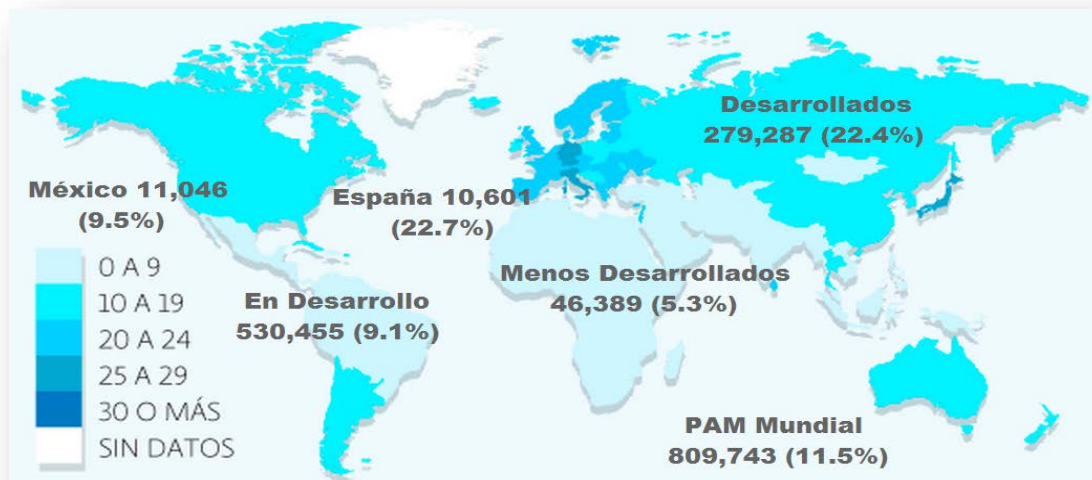 Desarrollados
279,287 (22.4%)
México 11,046
(9.5%)
España 10,601
(22.7%)
Menos Desarrollados
46,389 (5.3%)
En Desarrollo
530,455 (9.1%)
PAM Mundial
809,743 (11.5%)
0 A 9
10 A 19
20 A 24
25 A 29
30 O MÁS
SIN DATOS